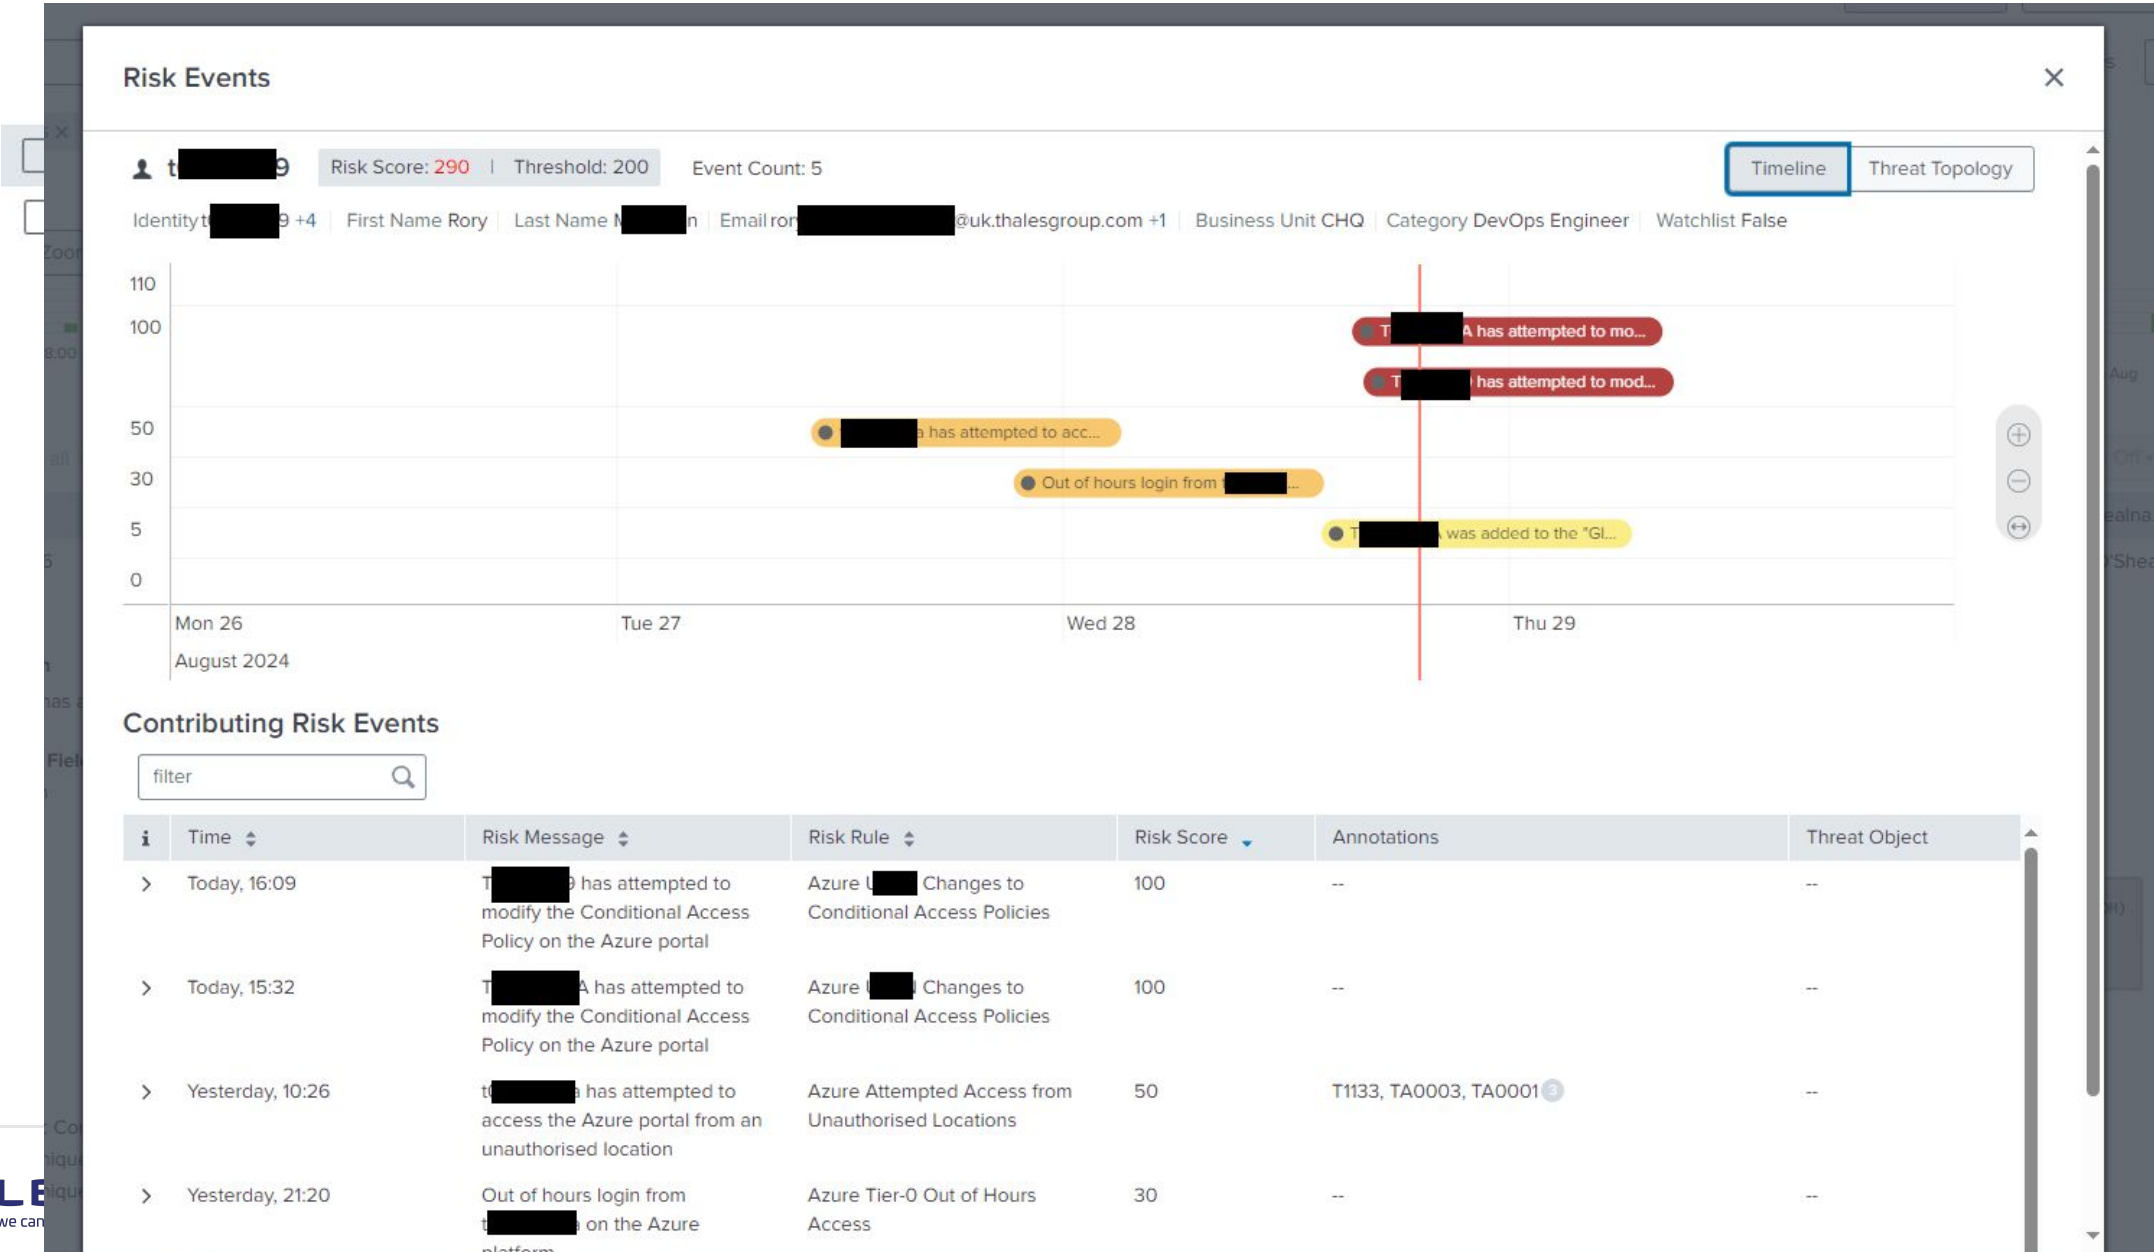 Risk Events
Risk Score: 290 | Threshold: 200
Event Count: 5
Timeline
Threat Topology
Identity +4 First Name Rory Last Name Email @uk.thalesgroup.com +1 Business Unit CHQ Category DevOps Engineer Watchlist False
110
100
A has attempted to mo...
has attempted to mod...
50
a has attempted to acc...
30
Out of hours login from ...
5
was added to the "Gl...
0
Mon 26
Tue 27
Wed 28
Thu 29
August 2024
Contributing Risk Events
filter
i Time Risk Message Risk Rule Risk Score Annotations Threat Object
Today, 16:09
has attempted to
modify the Conditional Access
Policy on the Azure portal
Azure Changes to
Conditional Access Policies
100
--
--
Today, 15:32
A has attempted to
modify the Conditional Access
Policy on the Azure portal
Azure Changes to
Conditional Access Policies
100
--
--
Yesterday, 10:26
has attempted to
access the Azure portal from an
unauthorised location
Azure Attempted Access from
Unauthorised Locations
50
T1133, TA0003, TA0001 3
--
Yesterday, 21:20
Out of hours login from
on the Azure
platform
Azure Tier-0 Out of Hours
Access
30
--
--
we can